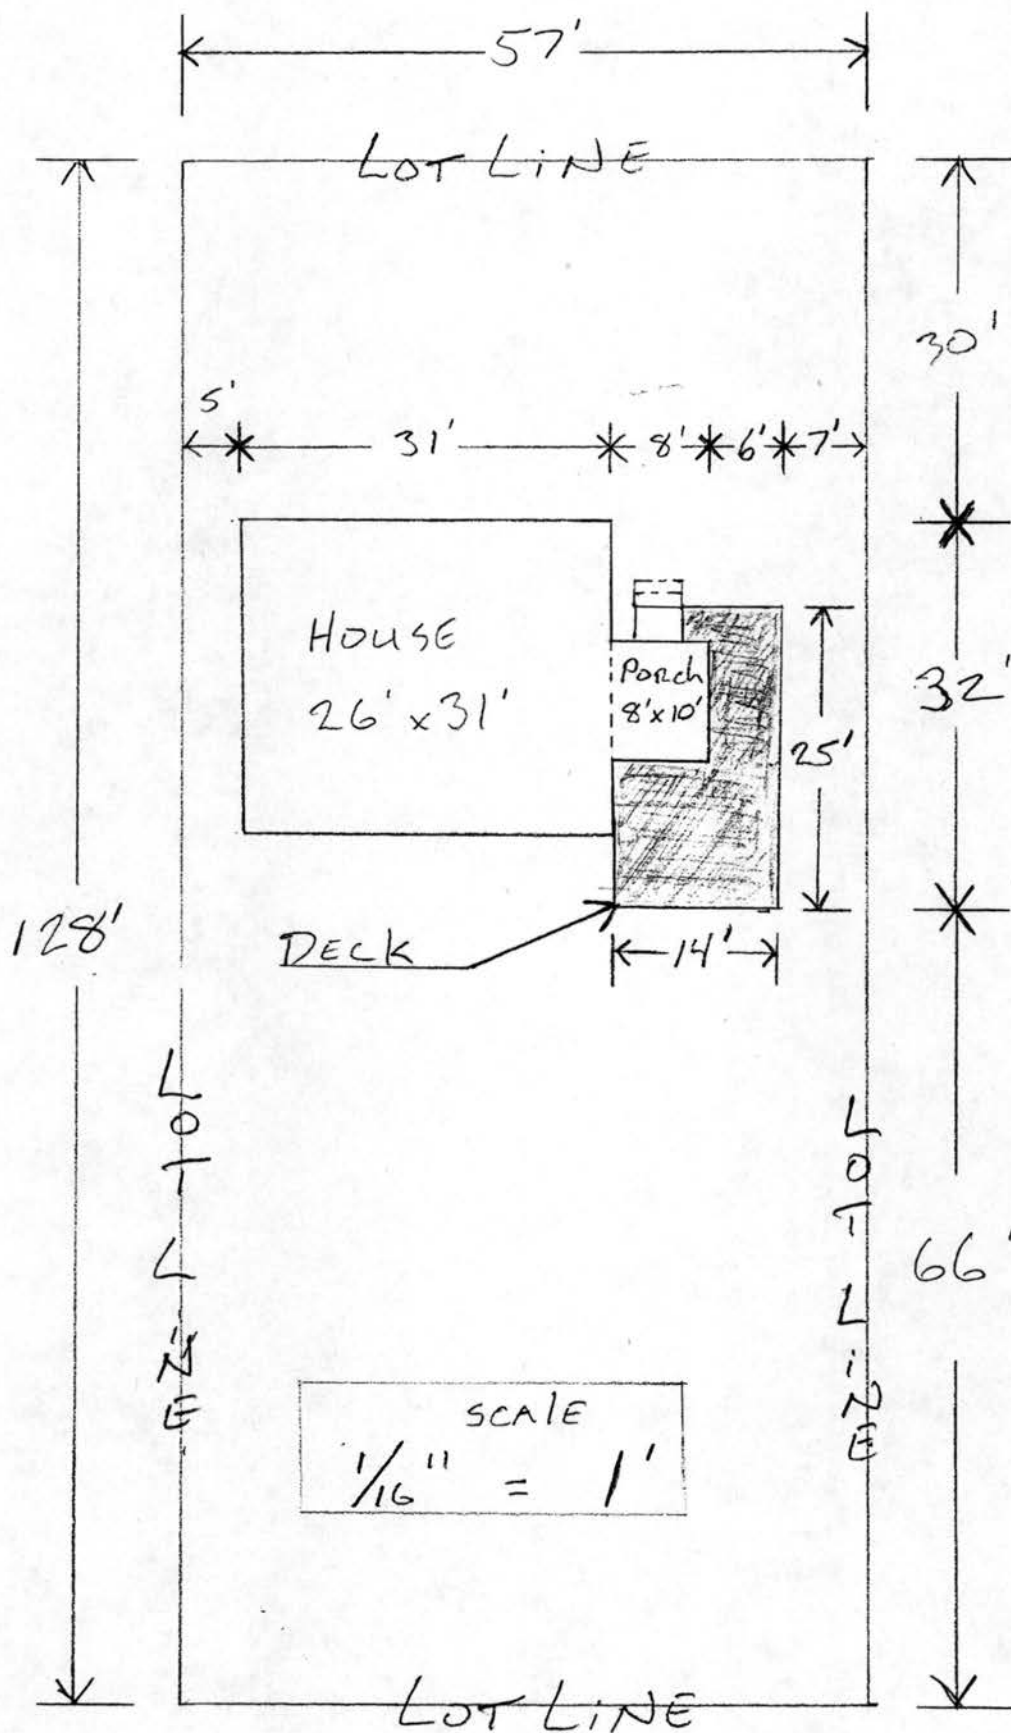 57'
LOT LINE
30'
5'
31'
8'
6'
7'
HOUSE
26' x 31'
Porch
8'x10'
25'
32'
128'
DECK
14'
LOT LINE
LOT LINE
66'
SCALE
1/16" = 1'
LOT LINE